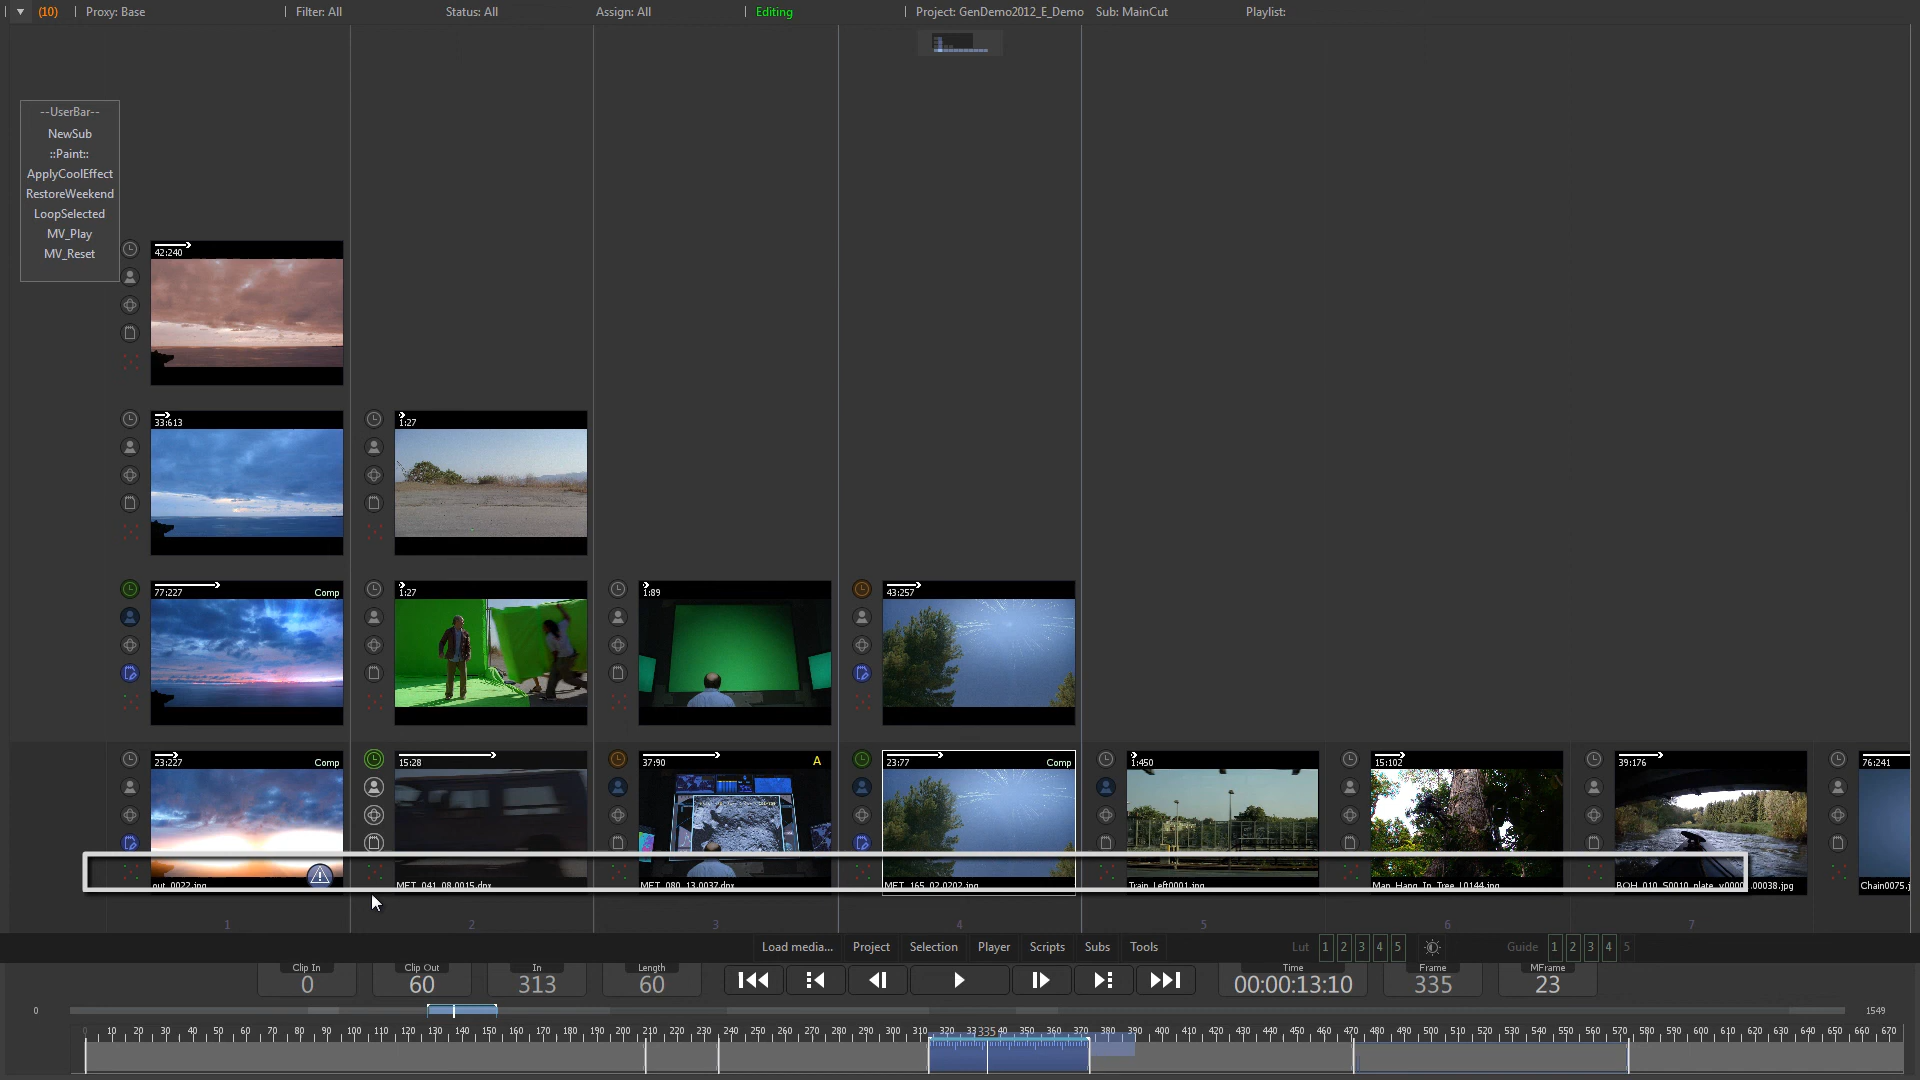 (10) Proxy: Base Filter: All Status: All Assign: All Editing Project: GenDemo2012_E_Demo Sub: MainCut Playlist:
--UserBar--
NewSub
::Paint::
ApplyCoolEffect
RestoreWeekend
LoopSelected
MV_Play
MV_Reset
42:240
33:613 1:27
77:227 Comp 1:27 1:89 43:257
23:227 Comp 15:28 37:90 A 23:77 Comp 1:450 15:102 39:176 76:241
out_0022.jpg MET_041_08.0015.dpx MET_080_13.0037.dpx MET_165_02.0202.jpg Train_Left0001.jpg Man_Hang_In_Tree_L0144.jpg BOH_010_S0010_plate_v0000 .00038.jpg Chain0075.j
1 2 3 4 5 6 7
Load media... Project Selection Player Scripts Subs Tools Lut 1 2 3 4 5 Guide 1 2 3 4 5
Clip In Clip Out In Length Time Frame MFrame
0 60 313 60 00:00:13:10 335 23
0 1549
0 10 20 30 40 50 60 70 80 90 100 110 120 130 140 150 160 170 180 190 200 210 220 230 240 250 260 270 280 290 300 310 320 33 335 40 350 360 370 380 390 400 410 420 430 440 450 460 470 480 490 500 510 520 530 540 550 560 570 580 590 600 610 620 630 640 650 660 670